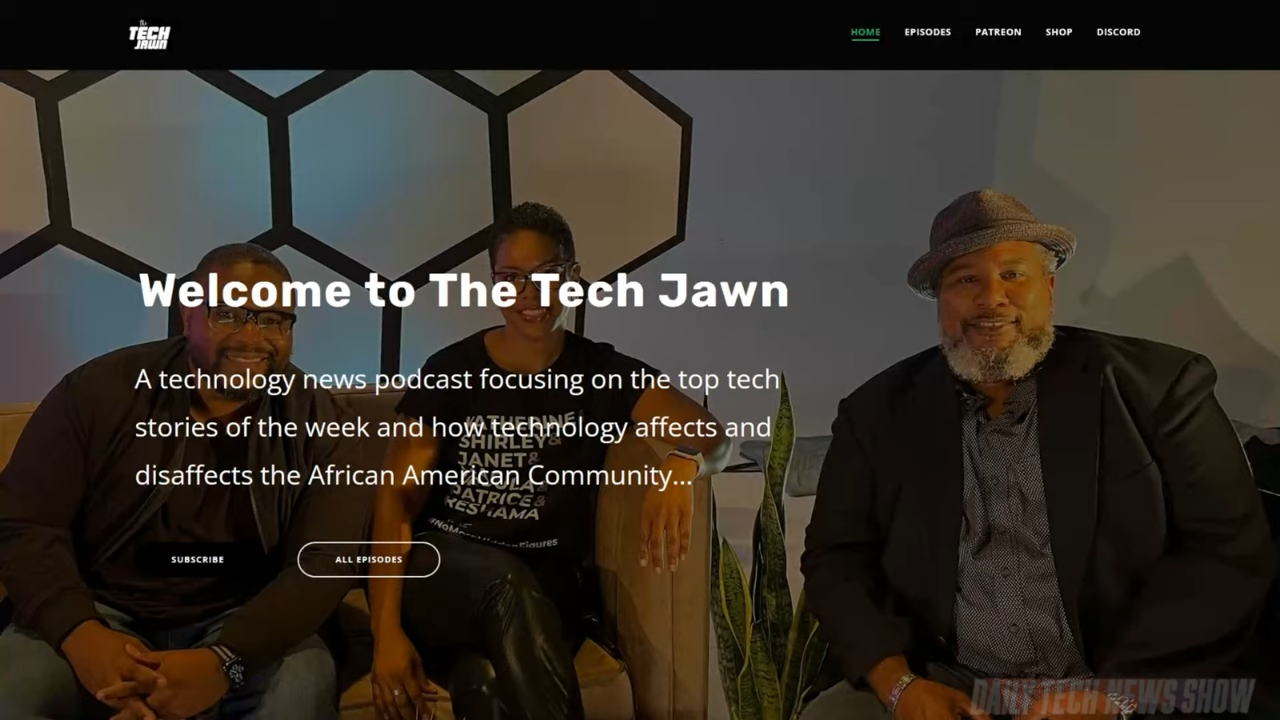 the
TECH
JAWN
HOME
EPISODES
PATREON
SHOP
DISCORD
Welcome to The Tech Jawn
A technology news podcast focusing on the top tech
stories of the week and how technology affects and
disaffects the African American Community...
KATHERINE
SHIRLEY&
JANET&
RESHAMA
SUBSCRIBE
ALL EPISODES
DAILY TECH NEWS SHOW